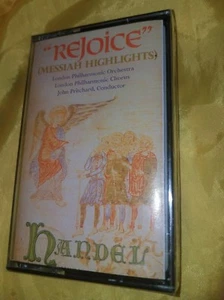 "REJOICE"
(MESSIAH HIGHLIGHTS)
London Philharmonic Orchestra
London Philharmonic Chorus
John Pritchard, Conductor
HANDEL